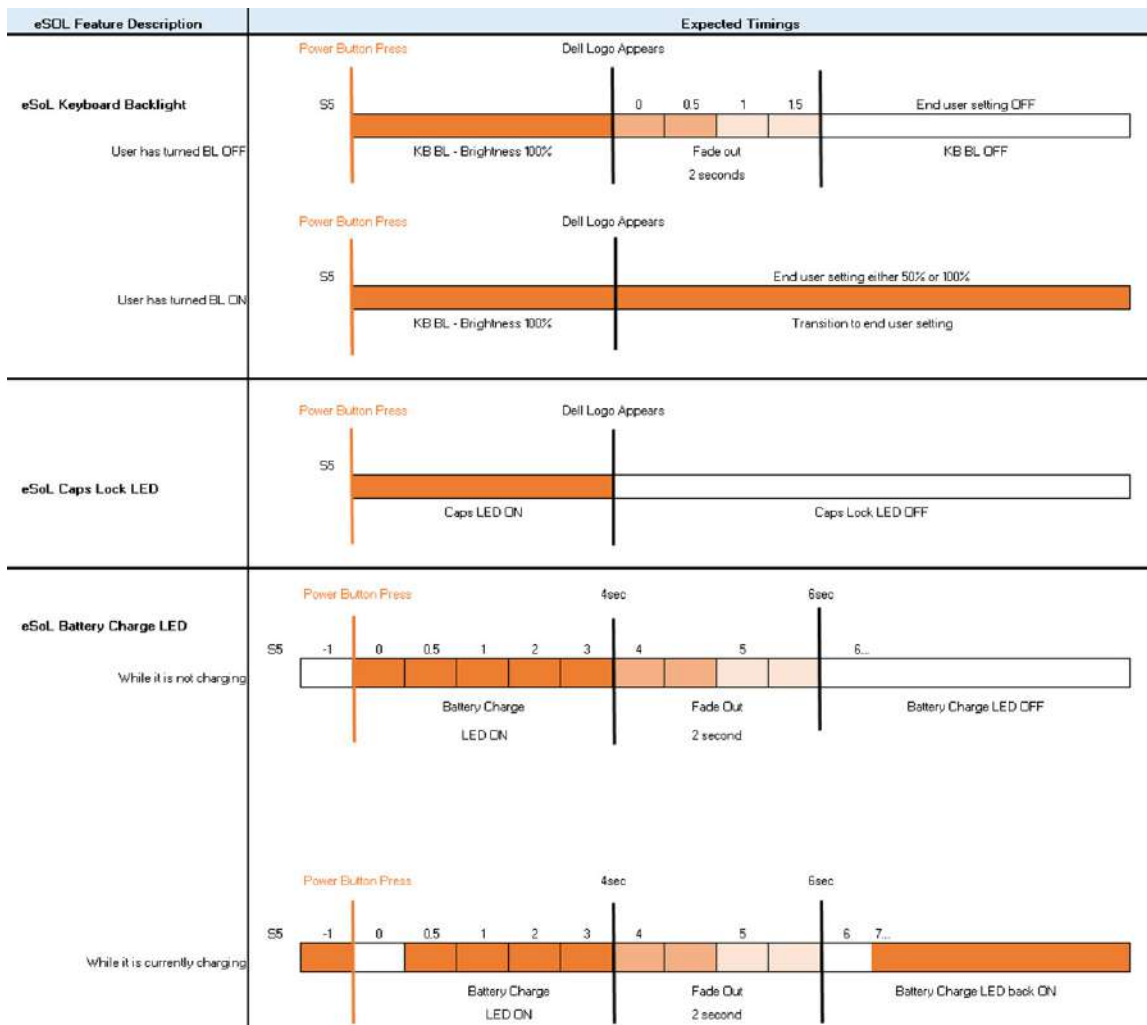 eSOL Feature Description
Expected Timings
Power Button Press
Dell Logo Appears
eSoL Keyboard Backlight
S5
0 0.5 1 1.5
End user setting OFF
User has turned BL OFF
KB BL - Brightness 100%
Fade out
KB BL OFF
2 seconds
Power Button Press
Dell Logo Appears
S5
End user setting either 50% or 100%
User has turned BL ON
KB BL - Brightness 100%
Transition to end user setting
Power Button Press
Dell Logo Appears
S5
eSoL Caps Lock LED
Caps LED ON
Caps Lock LED OFF
Power Button Press
4sec
6sec
eSoL Battery Charge LED
S5 -1 0 0.5 1 2 3 4 5 6...
While it is not charging
Battery Charge
Fade Out
Battery Charge LED OFF
LED ON
2 second
Power Button Press
4sec
6sec
S5 -1 0 0.5 1 2 3 4 5 6 7...
While it is currently charging
Battery Charge
Fade Out
Battery Charge LED back ON
LED ON
2 second